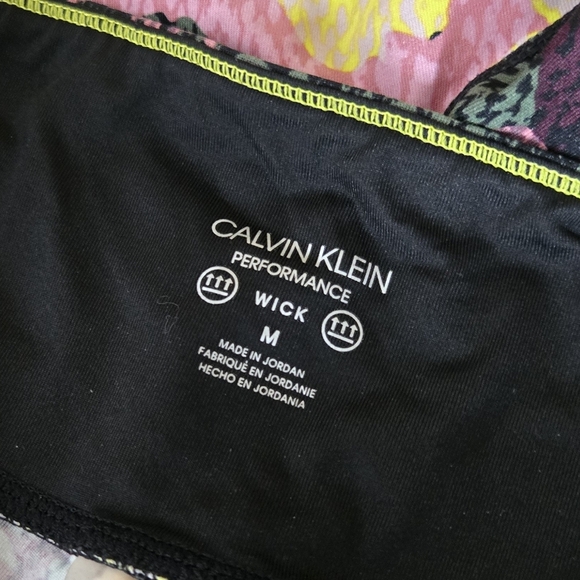 CALVIN KLEIN
PERFORMANCE
WICK
M
MADE IN JORDAN
FABRIQUÉ EN JORDANIE
HECHO EN JORDANIA